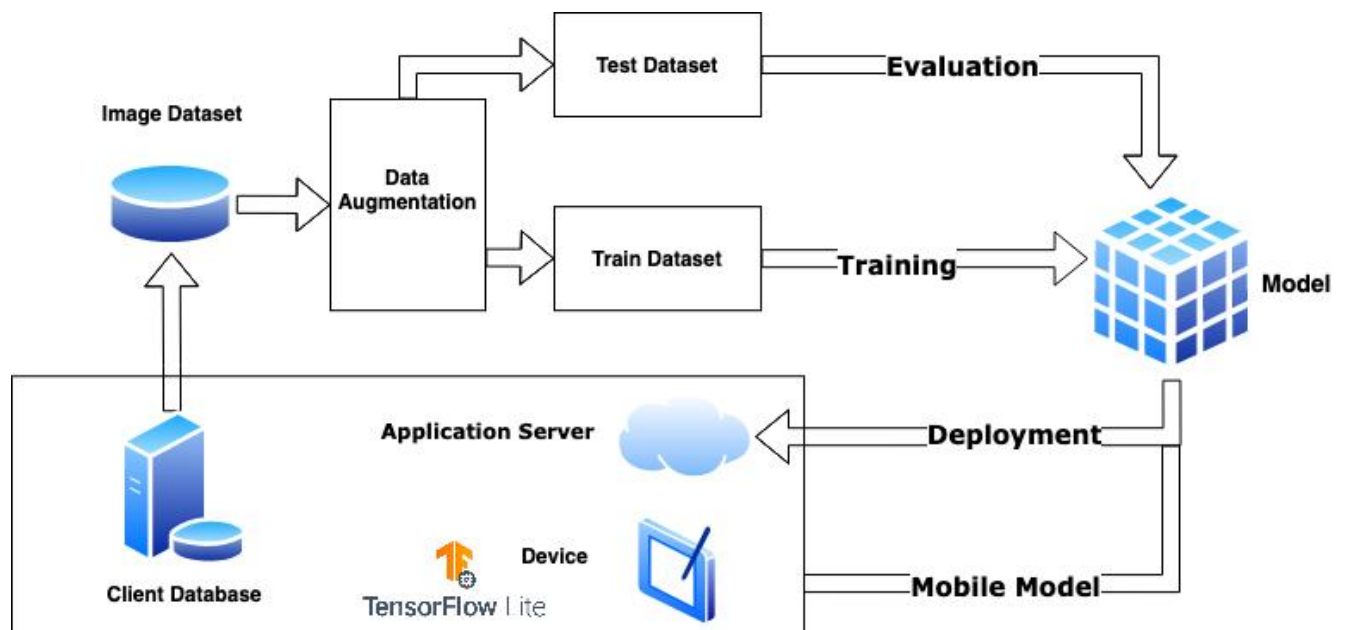 Test Dataset
Evaluation
Image Dataset
Data
Augmentation
Train Dataset
Training
Model
Application Server
Deployment
Device
Client Database
TensorFlow Lite
Mobile Model